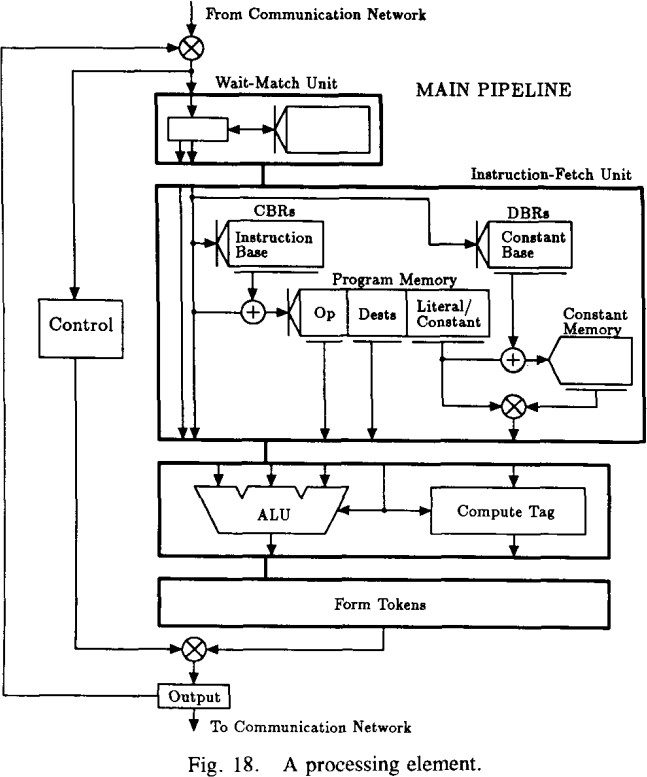 From Communication Network
Wait-Match Unit
MAIN PIPELINE
Instruction-Fetch Unit
CBRs
DBRs
Instruction
Base
Constant
Base
Program Memory
Op
Dests
Literal/
Constant
Constant
Memory
Control
ALU
Compute Tag
Form Tokens
Output
To Communication Network
Fig. 18. A processing element.